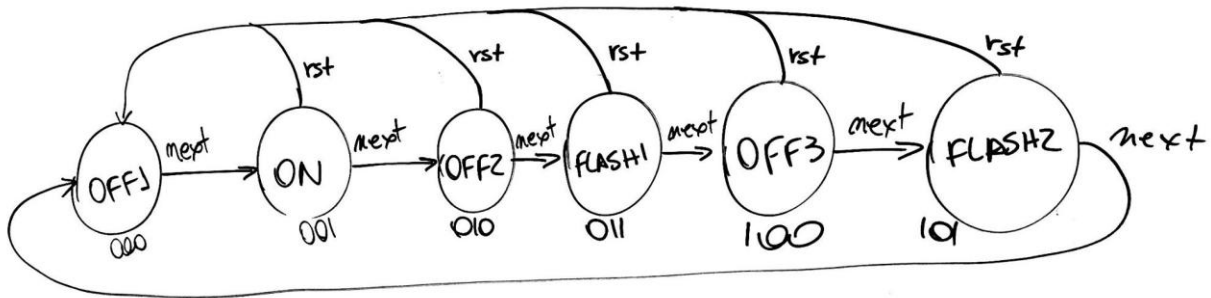 rst rst rst rst rst
next next next next next next
OFF1 ON OFF2 FLASH1 OFF3 FLASH2
000 001 010 011 100 101